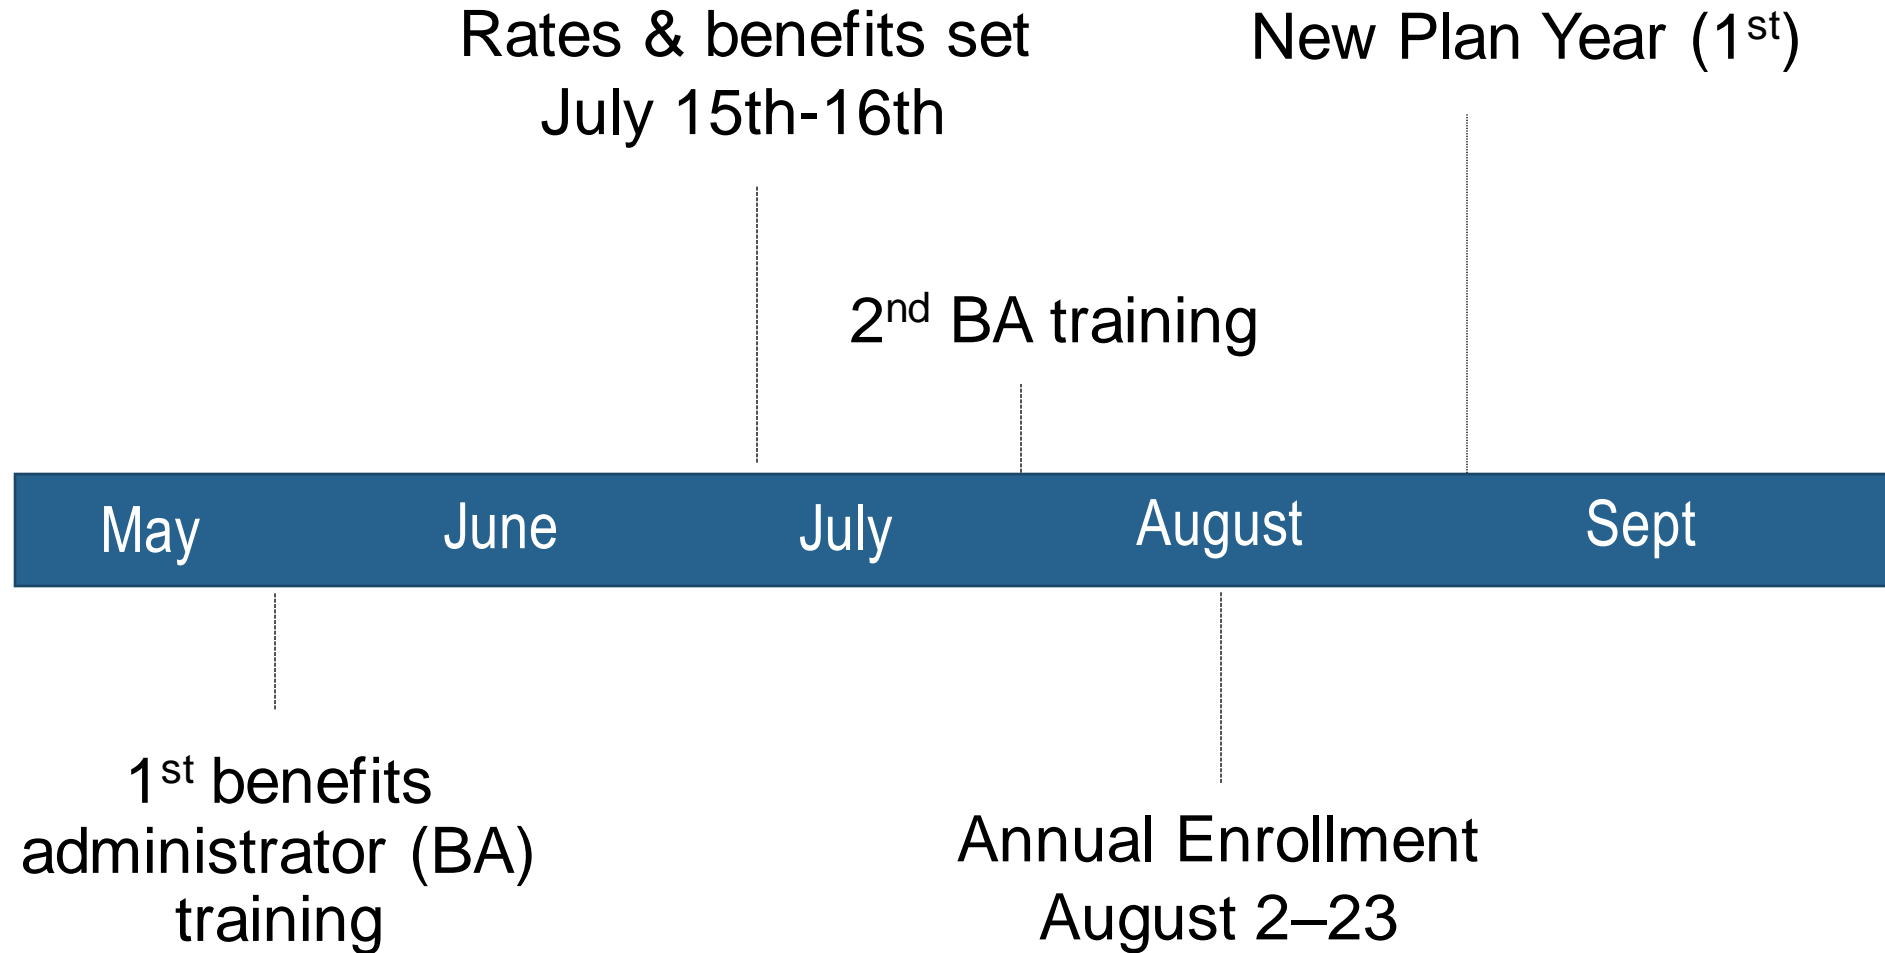 Rates & benefits set
July 15th-16th
New Plan Year (1st)
2nd BA training
May
June
July
August
Sept
1st benefits
administrator (BA)
training
Annual Enrollment
August 2–23